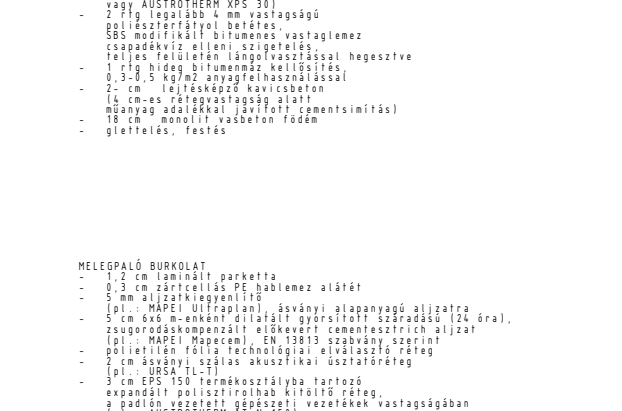 vagy AUSTROTHERM XPS 30)
- 2 rtg legalább 4 mm vastagságú
poliészterfátyol betétes,
SBS modifikált bitumenes vastaglemez
csapadékvíz elleni szigetelés,
teljes felületén lángolvasztással hegesztve
- 1 rtg hideg bitumenmáz kellősítés,
0,3-0,5 kg/m2 anyagfelhasználással
- 2- cm lejtésképző kavicsbeton
(4 cm-es rétegvastagság alatt
műanyag adalékkal javított cementsimítás)
- 18 cm monolit vasbeton födém
- glettelés, festés
MELEGPALÓ BURKOLAT
- 1,2 cm laminált parketta
- 0,3 cm zártcellás PE hablemez alátét
- 5 mm aljzatkiegyenlítő
(pl.: MAPEI Ultraplan), ásványi alapanyagú aljzatra
- 5 cm 6x6 m-enként dilatált gyorsított száradású (24 óra),
zsugorodáskompenzált előkevert cementesztrich aljzat
(pl.: MAPEI Mapecem), EN 13813 szabvány szerint
- polietilén fólia technológiai elválasztó réteg
- 2 cm ásványi szálas akusztikai úsztatóréteg
(pl.: URSA TL-T)
- 3 cm EPS 150 termékosztályba tartozó
expandált polisztirolhab kitöltő réteg,
a padlón vezetett gépészeti vezetékek vastagságában